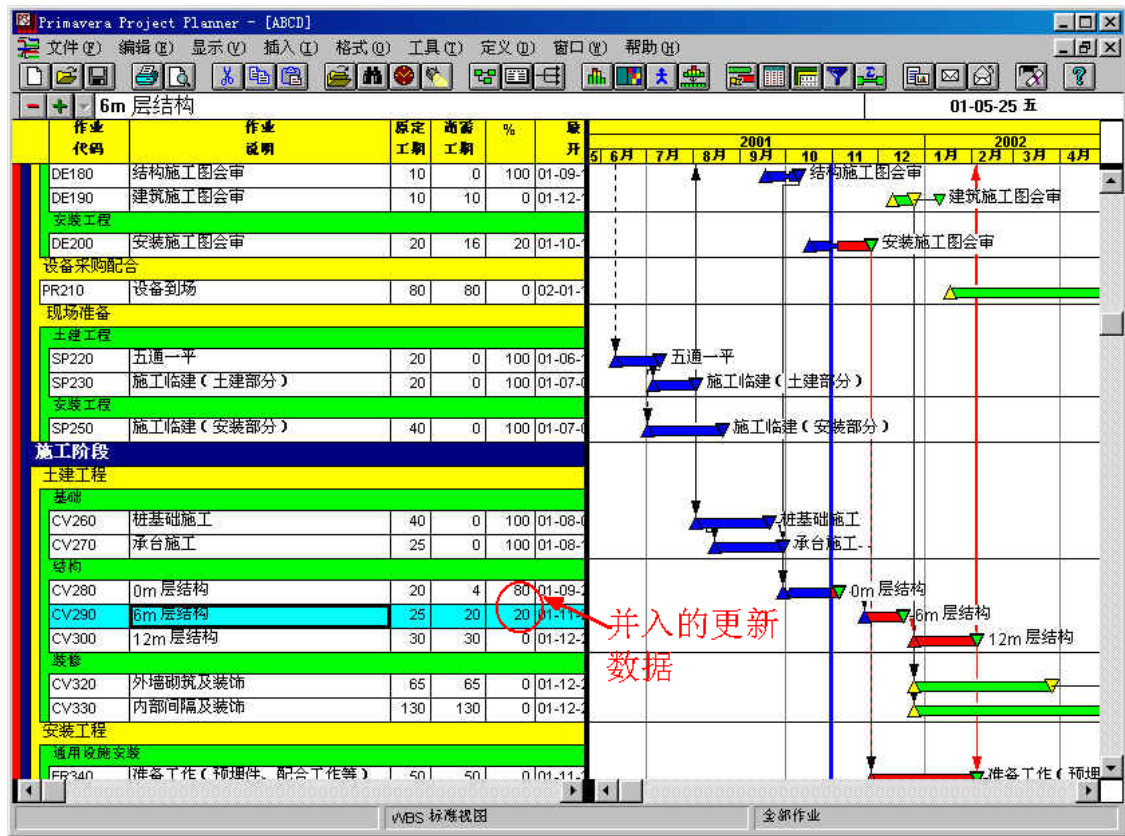 Primavera Project Planner - [ABCD]
文件(F) 编辑(E) 显示(V) 插入(I) 格式(O) 工具(T) 定义(D) 窗口(W) 帮助(H)
6m 层结构 01-05-25 五
作业代码 作业说明 原定工期 尚需工期 % 最 开
2001 2002
5 6月 7月 8月 9月 10 11 12 1月 2月 3月 4月
DE180 结构施工图会审 10 0 100 01-09- 结构施工图会审
DE190 建筑施工图会审 10 10 0 01-12- 建筑施工图会审
安装工程
DE200 安装施工图会审 20 16 20 01-10- 安装施工图会审
设备采购配合
PR210 设备到场 80 80 0 02-01-
现场准备
土建工程
SP220 五通一平 20 0 100 01-06- 五通一平
SP230 施工临建(土建部分) 20 0 100 01-07- 施工临建(土建部分)
安装工程
SP250 施工临建(安装部分) 40 0 100 01-07- 施工临建(安装部分)
施工阶段
土建工程
基础
CV260 桩基础施工 40 0 100 01-08- 桩基础施工
CV270 承台施工 25 0 100 01-08- 承台施工
结构
CV280 0m 层结构 20 4 80 01-09- 0m 层结构
CV290 6m 层结构 25 20 20 01-11- 6m 层结构
CV300 12m 层结构 30 30 0 01-12- 12m 层结构
并入的更新
数据
装修
CV320 外墙砌筑及装饰 65 65 0 01-12-
CV330 内部间隔及装饰 130 130 0 01-12-
安装工程
通用设施安装
ER340 准备工作(预埋件、配合工作等) 50 50 0 01-11- 准备工作(预埋
WBS 标准视图 全部作业